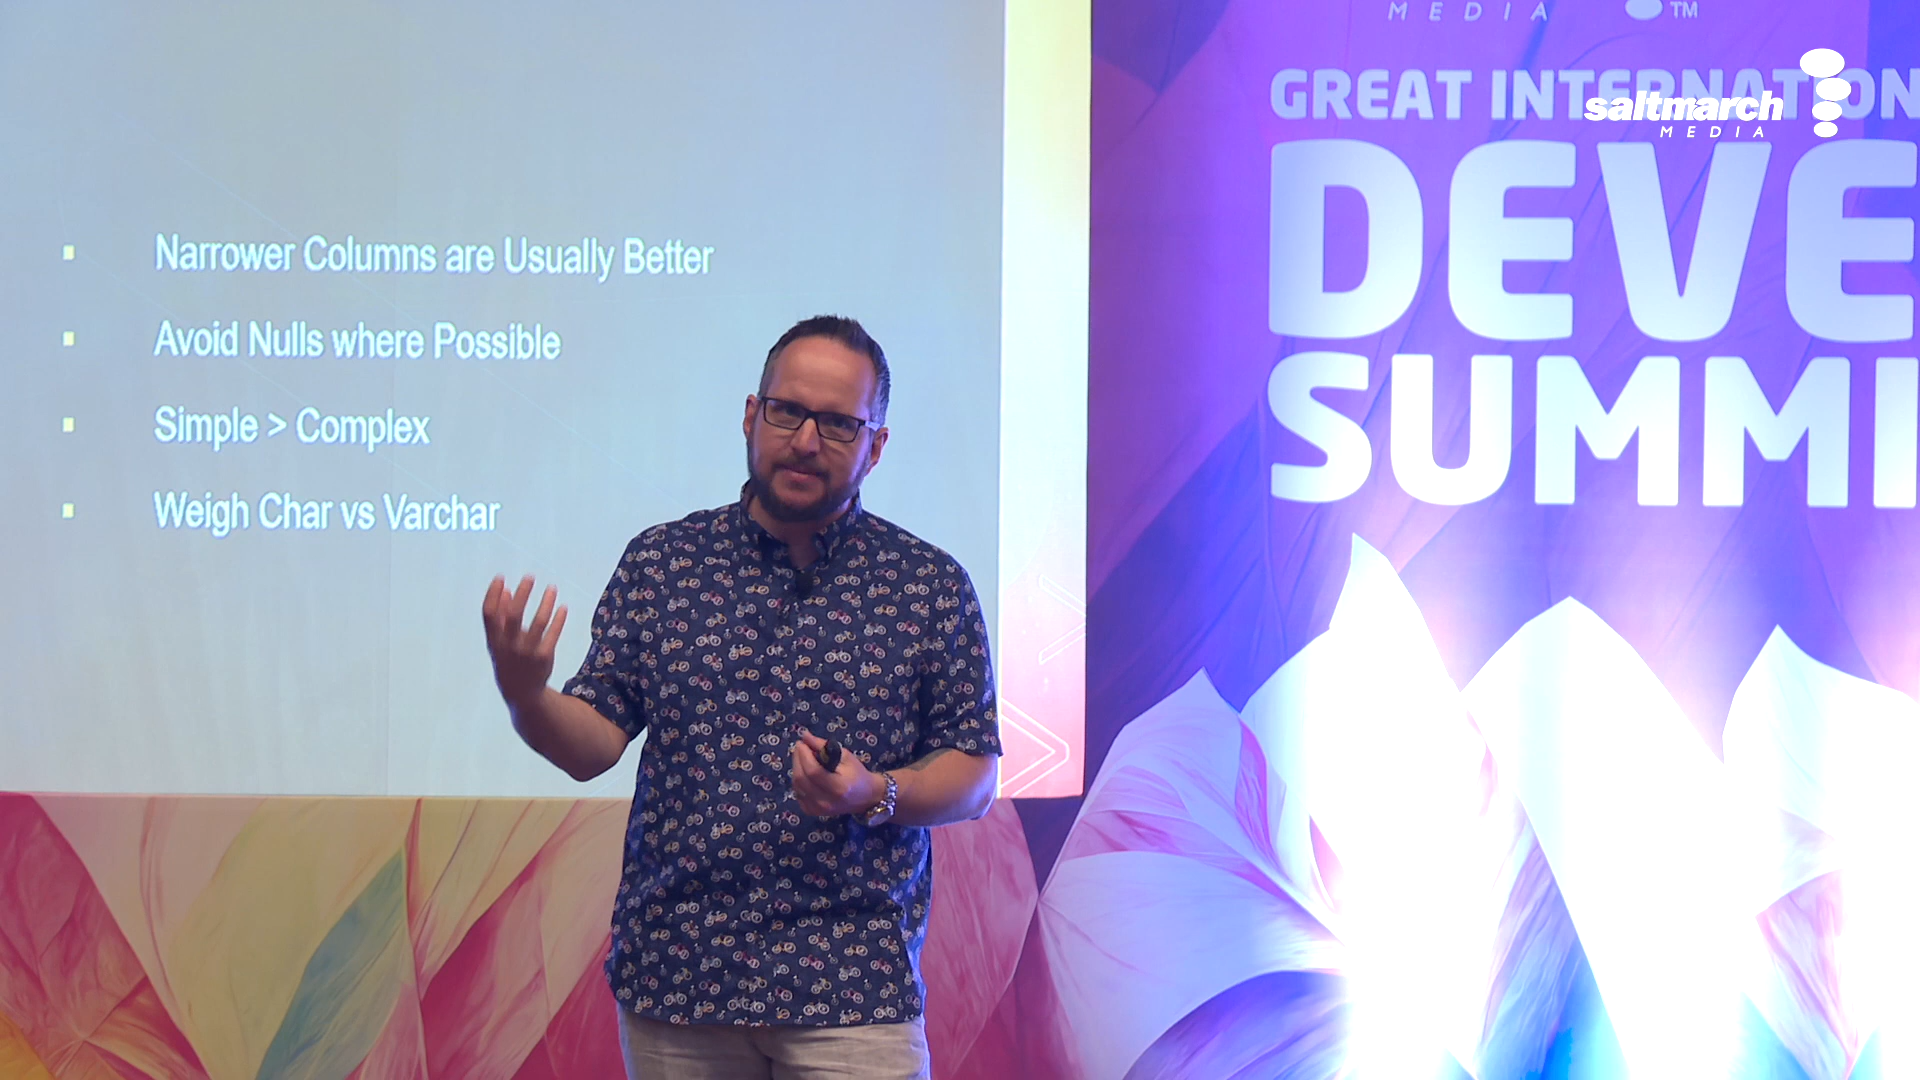 Narrower Columns are Usually Better
Avoid Nulls where Possible
Simple > Complex
Weigh Char vs Varchar
MEDIA TM
GREAT INTERNATION
DEVE
SUMMI
saltmarch
MEDIA